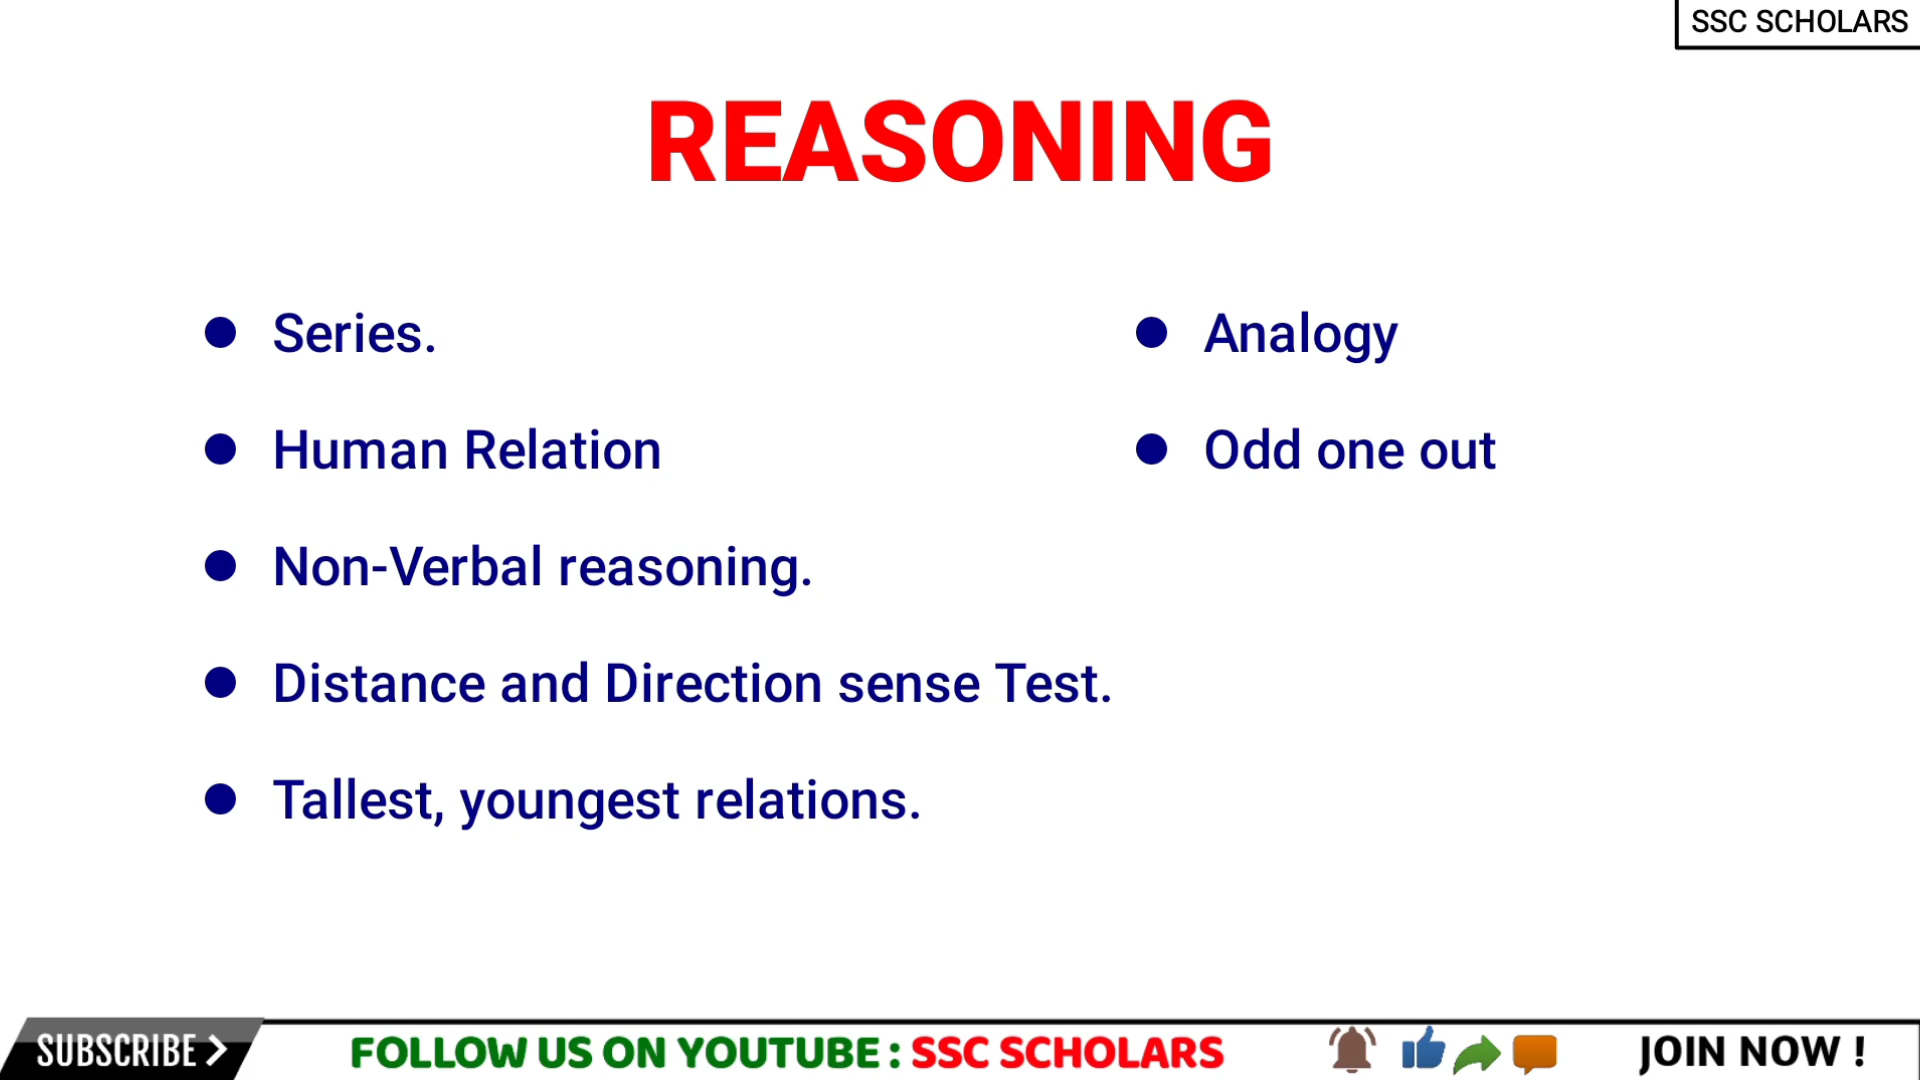 SSC SCHOLARS
REASONING
Series.
Human Relation
Non-Verbal reasoning.
Distance and Direction sense Test.
Tallest, youngest relations.
Analogy
Odd one out
SUBSCRIBE
FOLLOW US ON YOUTUBE : SSC SCHOLARS
JOIN NOW !